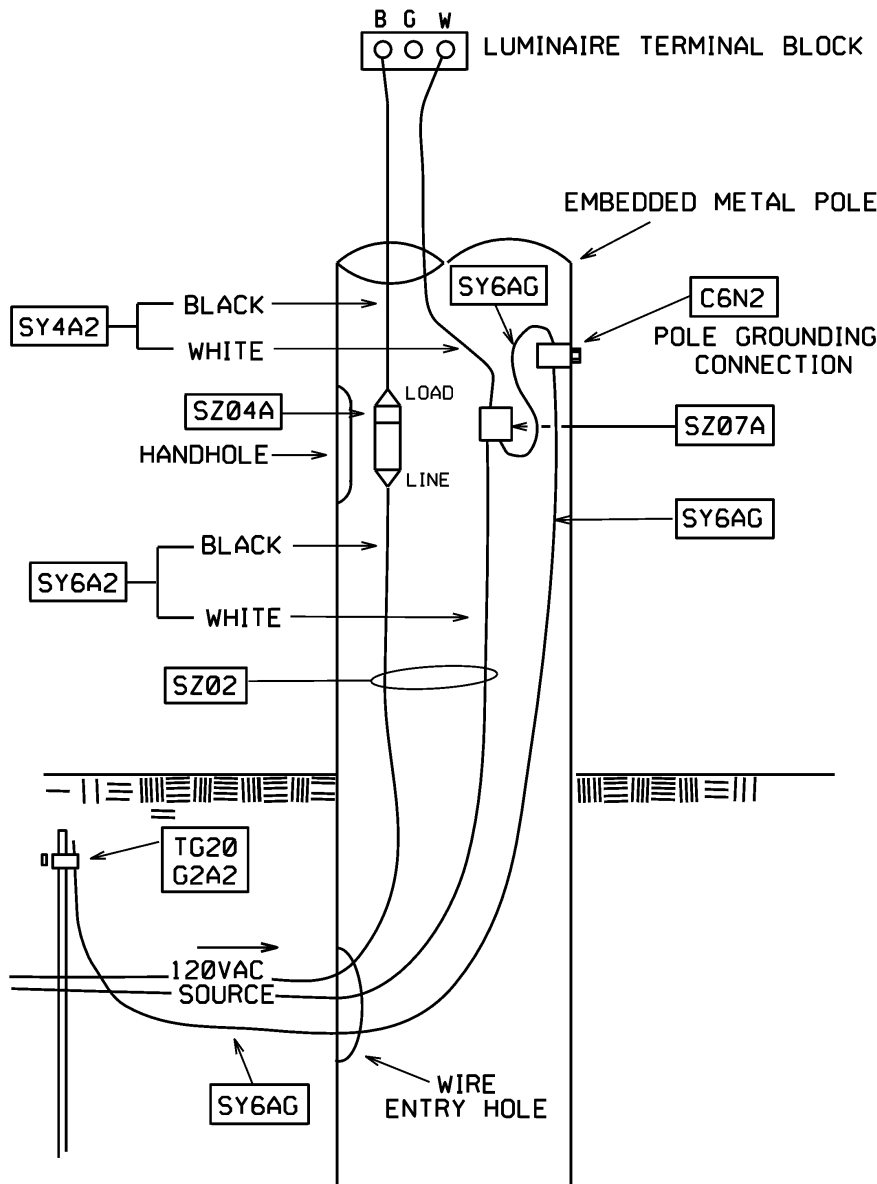 B G W
LUMINAIRE TERMINAL BLOCK
EMBEDDED METAL POLE
SY6AG
C6N2
BLACK
SY4A2
WHITE
POLE GROUNDING
CONNECTION
LOAD
SZ04A
SZ07A
HANDHOLE
LINE
SY6AG
BLACK
SY6A2
WHITE
SZ02
TG20
G2A2
120VAC
SOURCE
WIRE
ENTRY HOLE
SY6AG